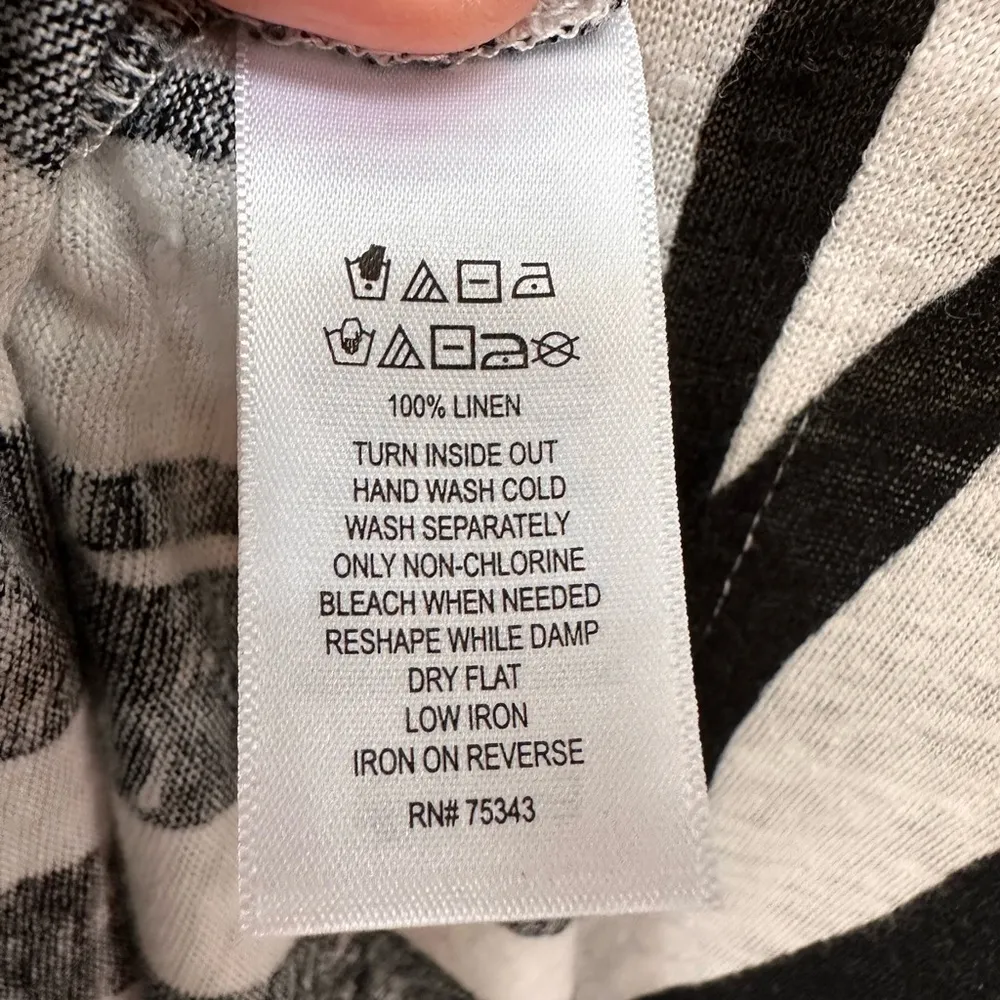 100% LINEN
TURN INSIDE OUT
HAND WASH COLD
WASH SEPARATELY
ONLY NON-CHLORINE
BLEACH WHEN NEEDED
RESHAPE WHILE DAMP
DRY FLAT
LOW IRON
IRON ON REVERSE
RN# 75343